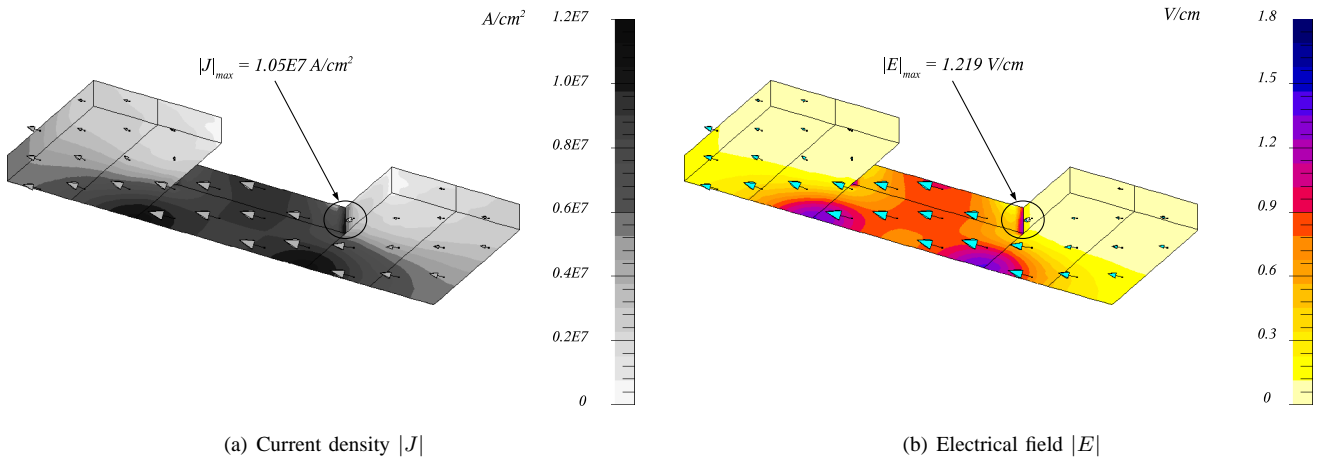 A/cm²
1.2E7
1.0E7
0.8E7
0.6E7
0.4E7
0.2E7
0
|J|max = 1.05E7 A/cm²
(a) Current density |J|
V/cm
1.8
1.5
1.2
0.9
0.6
0.3
0
|E|max = 1.219 V/cm
(b) Electrical field |E|